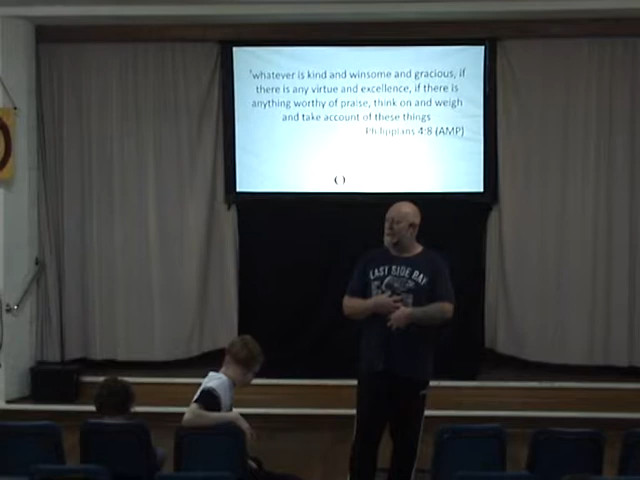 'whatever is kind and winsome and gracious, if
there is any virtue and excellence, if there is
anything worthy of praise, think on and weigh
and take account of these things
Philippians 4:8 (AMP)
( )
EAST SIDE BAY